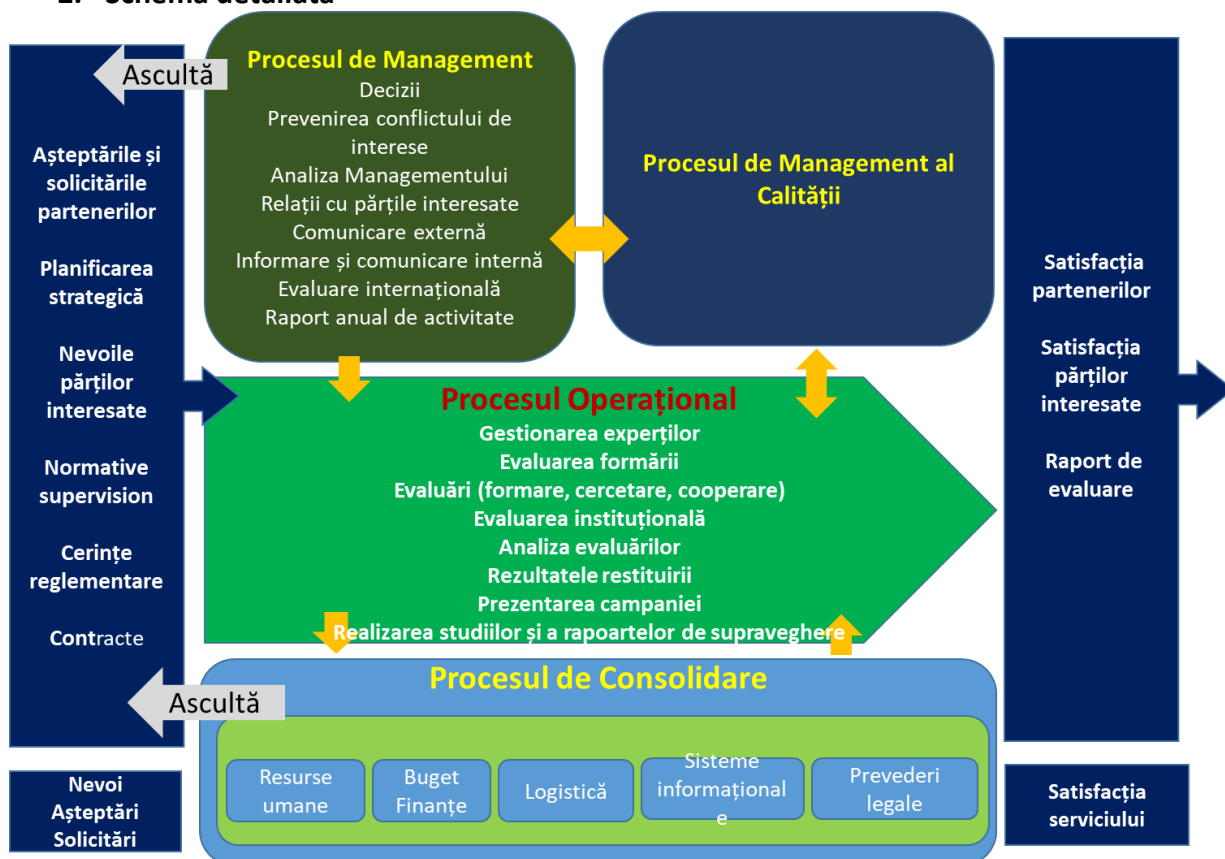 2. Schema detaliată
Ascultă
Așteptările și
solicitările
partenerilor
Planificarea
strategică
Nevoile
părților
interesate
Normative
supervision
Cerințe
reglementare
Contracte
Ascultă
Nevoi
Așteptări
Solicitări
Procesul de Management
Decizii
Prevenirea conflictului de
interese
Analiza Managementului
Relații cu părțile interesate
Comunicare externă
Informare și comunicare internă
Evaluare internațională
Raport anual de activitate
Procesul de Management al
Calității
Procesul Operațional
Gestionarea experților
Evaluarea formării
Evaluări (formare, cercetare, cooperare)
Evaluarea instituțională
Analiza evaluărilor
Rezultatele restituirii
Prezentarea campaniei
Realizarea studiilor și a rapoartelor de supraveghere
Procesul de Consolidare
Resurse
umane
Buget
Finanțe
Logistică
Sisteme
informațional
e
Prevederi
legale
Satisfacția
partenerilor
Satisfacția
părților
interesate
Raport de
evaluare
Satisfacția
serviciului